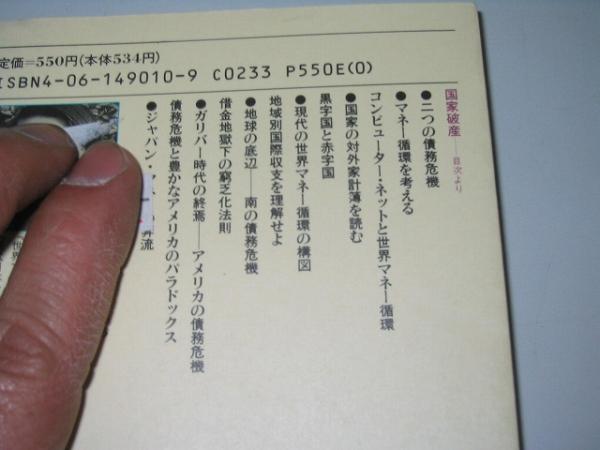 定価=550円(本体534円)
ISBN4-06-149010-9 C0233 P550E(0)
国家破産――目次より
●二つの債務危機
●マネー循環を考える
コンピューター・ネットと世界マネー循環
●国家の対外家計簿を読む
黒字国と赤字国
●現代の世界マネー循環の構図
地域別国際収支を理解せよ
●地球の底辺――南の債務危機
借金地獄下の窮乏化法則
●ガリバー時代の終焉――アメリカの債務危機
債務危機と豊かなアメリカのパラドックス
●ジャパン・マネー
流
世界